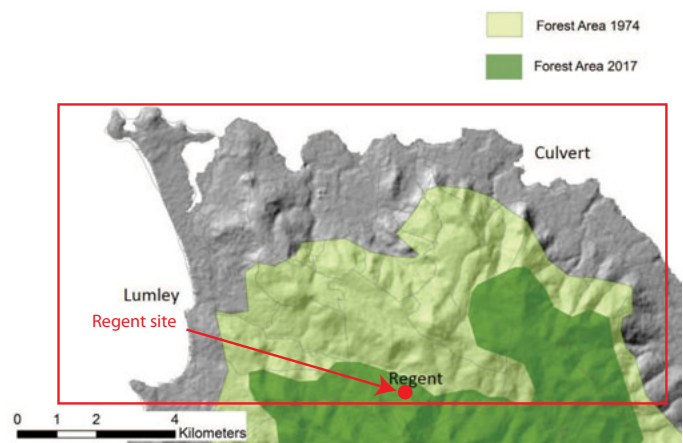 Forest Area 1974
Forest Area 2017
Culvert
Lumley
Regent site
Regent
0 1 2 4
Kilometers